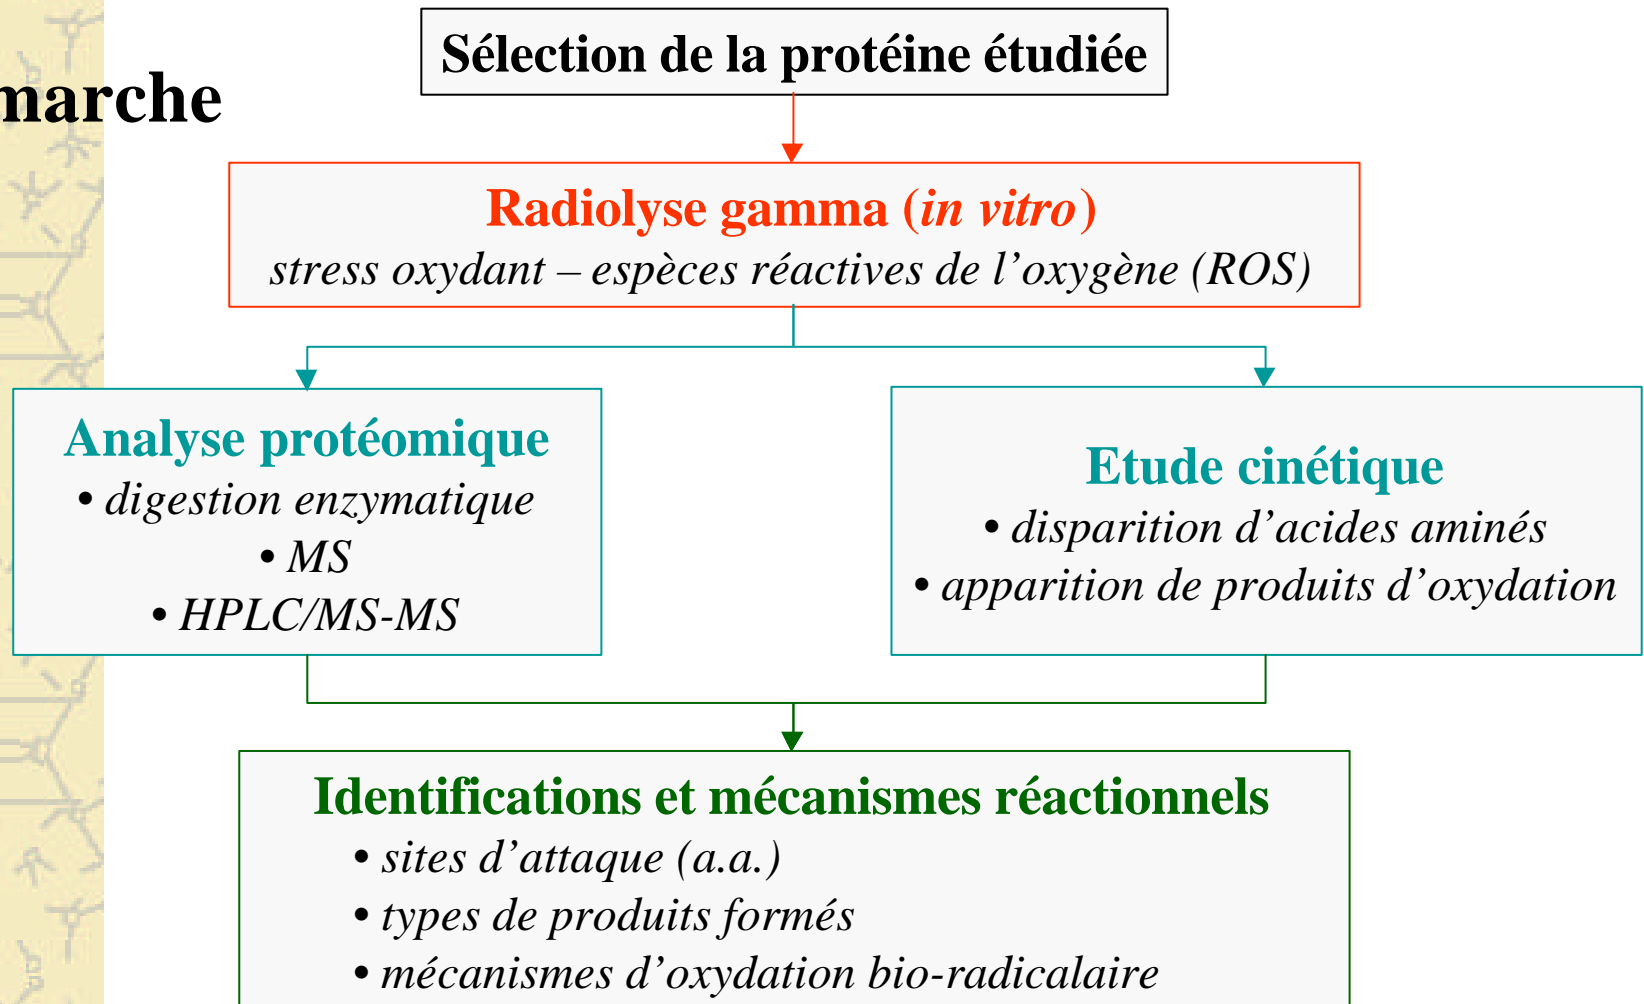 Sélection de la protéine étudiée
marche
Radiolyse gamma (in vitro)
stress oxydant – espèces réactives de l’oxygène (ROS)
Analyse protéomique
• digestion enzymatique
• MS
• HPLC/MS-MS
Etude cinétique
• disparition d’acides aminés
• apparition de produits d’oxydation
Identifications et mécanismes réactionnels
• sites d’attaque (a.a.)
• types de produits formés
• mécanismes d’oxydation bio-radicalaire